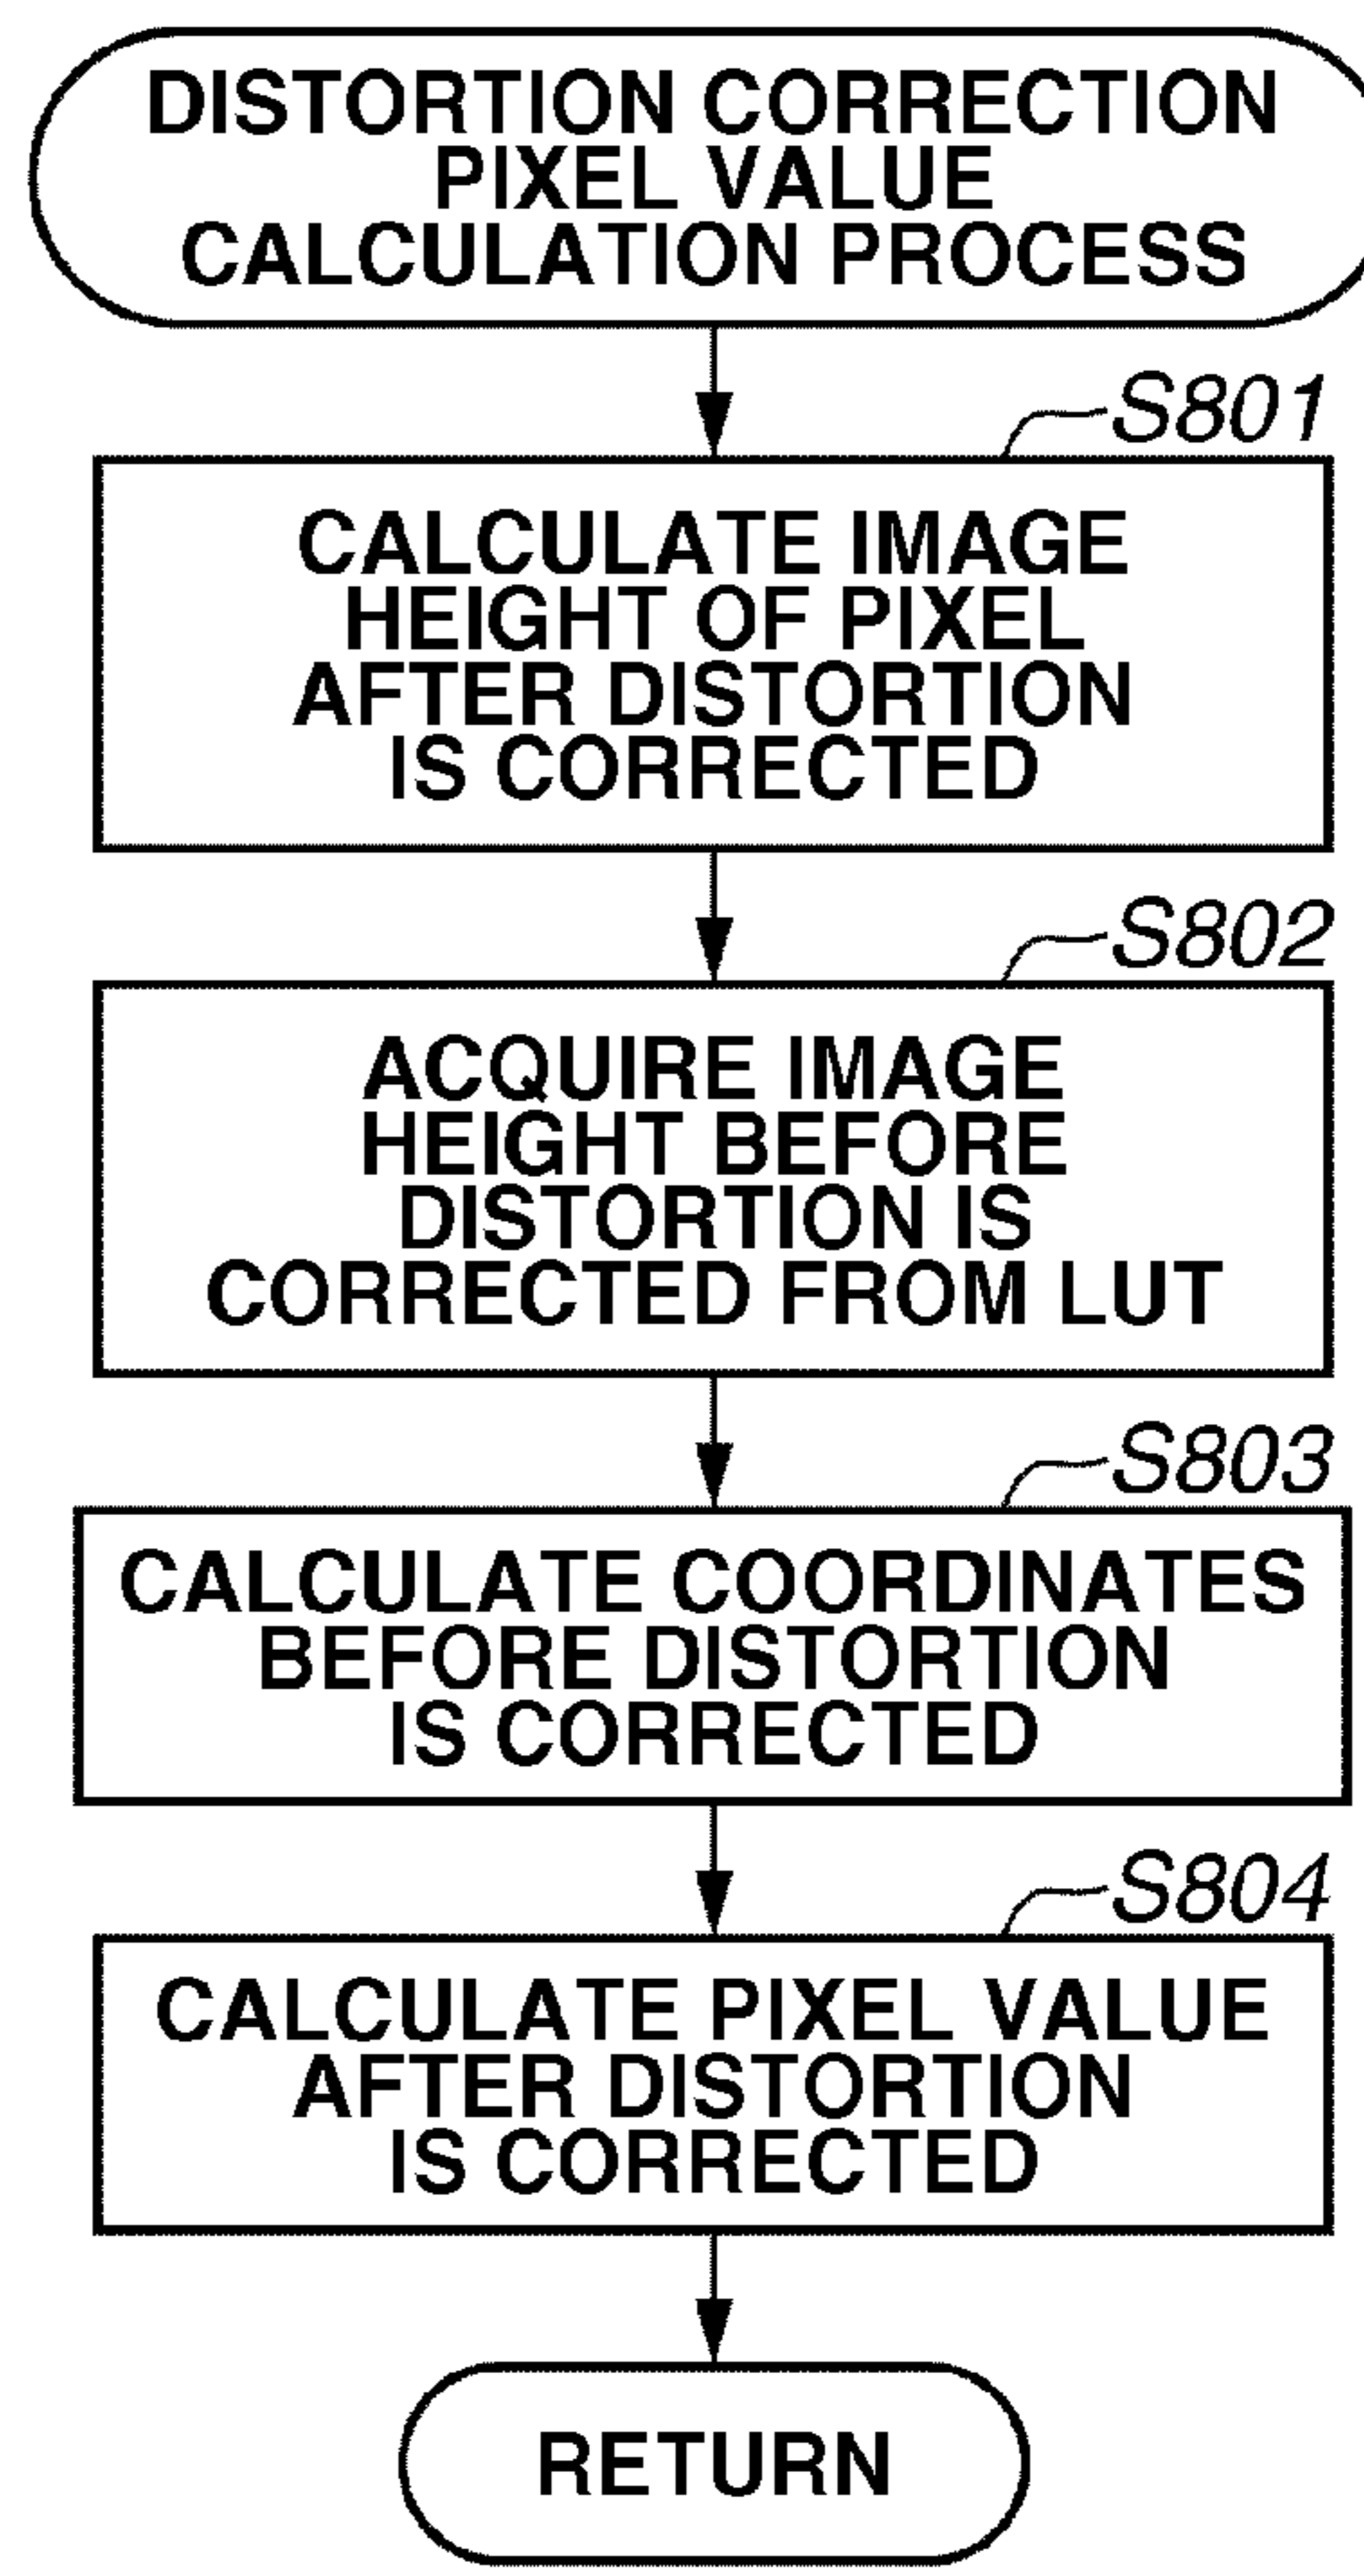 DISTORTION CORRECTION
PIXEL VALUE
CALCULATION PROCESS
S801
CALCULATE IMAGE
HEIGHT OF PIXEL
AFTER DISTORTION
IS CORRECTED
S802
ACQUIRE IMAGE
HEIGHT BEFORE
DISTORTION IS
CORRECTED FROM LUT
S803
CALCULATE COORDINATES
BEFORE DISTORTION
IS CORRECTED
S804
CALCULATE PIXEL VALUE
AFTER DISTORTION
IS CORRECTED
RETURN